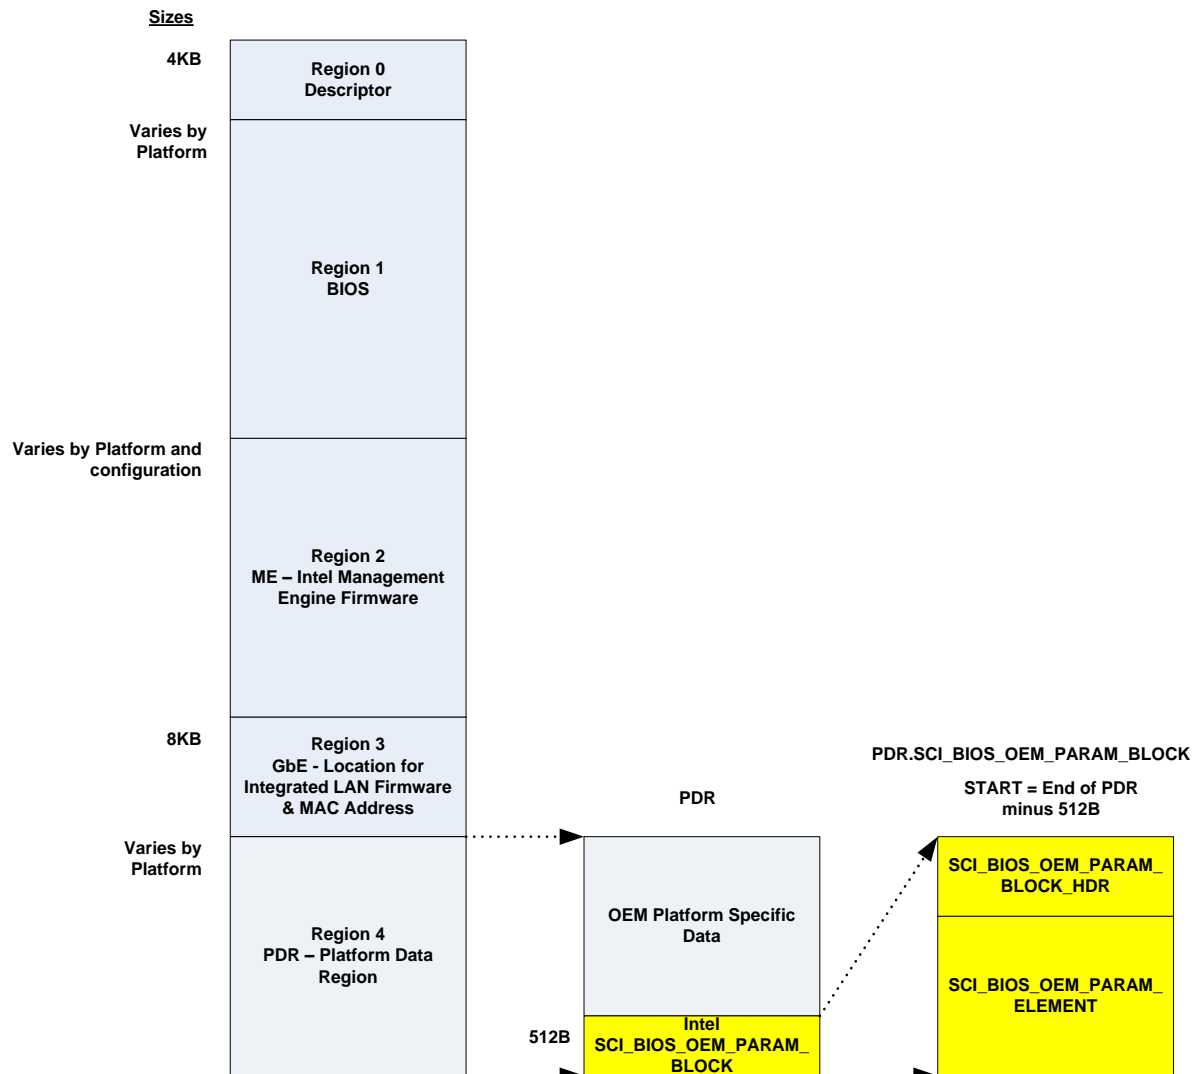 Sizes
4KB
Region 0
Descriptor
Varies by
Platform
Region 1
BIOS
Varies by Platform and
configuration
Region 2
ME – Intel Management
Engine Firmware
8KB
Region 3
GbE - Location for
Integrated LAN Firmware
& MAC Address
Varies by
Platform
Region 4
PDR – Platform Data
Region
PDR
OEM Platform Specific
Data
512B
Intel
SCI_BIOS_OEM_PARAM_
BLOCK
PDR.SCI_BIOS_OEM_PARAM_BLOCK
START = End of PDR
minus 512B
SCI_BIOS_OEM_PARAM_
BLOCK_HDR
SCI_BIOS_OEM_PARAM_
ELEMENT